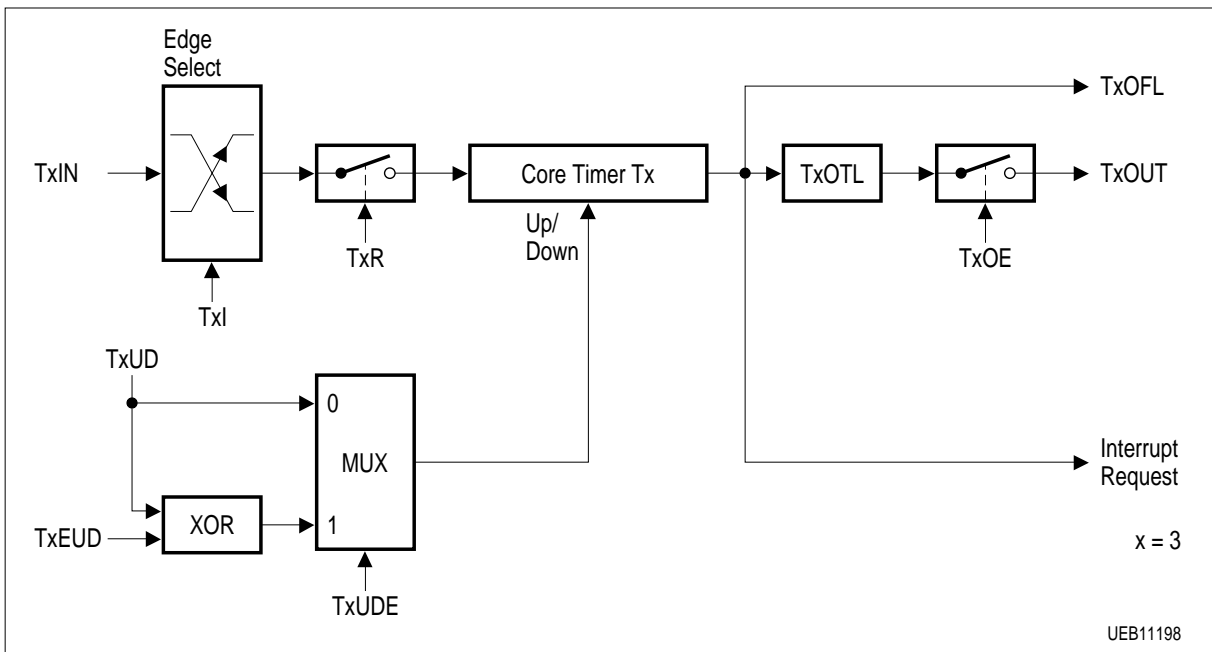 Edge
Select
TxOFL
TxIN
Core Timer Tx
TxOTL
TxOUT
Up/
Down
TxR
TxOE
TxI
TxUD
0
MUX
Interrupt
Request
XOR
1
TxEUD
x = 3
TxUDE
UEB11198